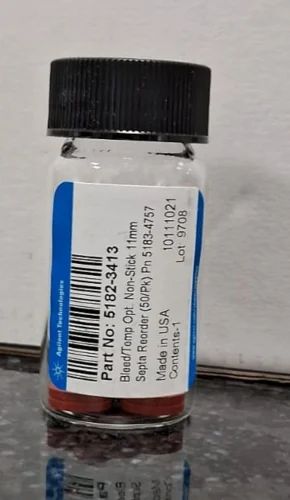 Agilent Technologies
Part No: 5182-3413
Bleed/Temp Opt. Non-Stick 11mm
Septa Reorder (50/Pk) Pn 5183-4757
Made in USA 10111021
Contents-1 Lot 9708